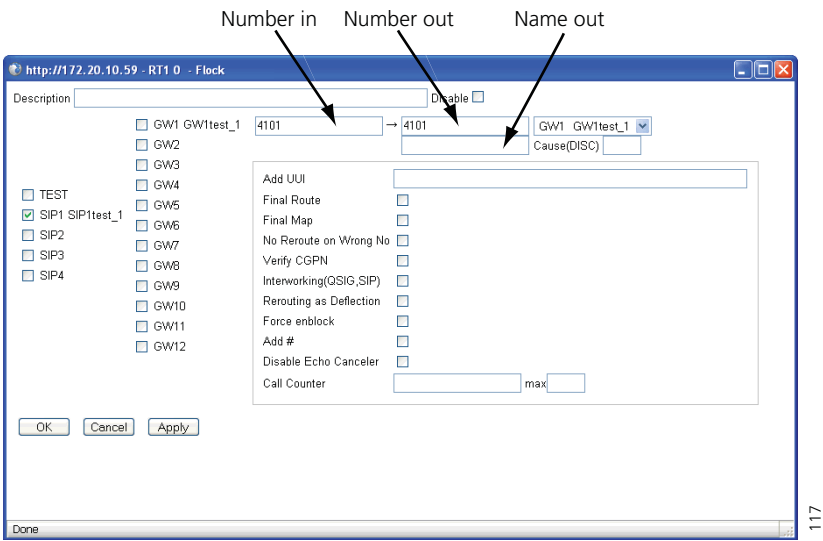 Number in Number out Name out
http://172.20.10.59 - RT1 0 - Flock
Description Disable
GW1 GW1test_1 4101 → 4101 GW1 GW1test_1
GW2 Cause(DISC)
GW3
GW4
GW5
GW6
GW7
GW8
GW9
GW10
GW11
GW12
TEST
SIP1 SIP1test_1
SIP2
SIP3
SIP4
Add UUI
Final Route
Final Map
No Reroute on Wrong No
Verify CGPN
Interworking(QSIG,SIP)
Rerouting as Deflection
Force enblock
Add #
Disable Echo Canceler
Call Counter max
OK Cancel Apply
Done
117